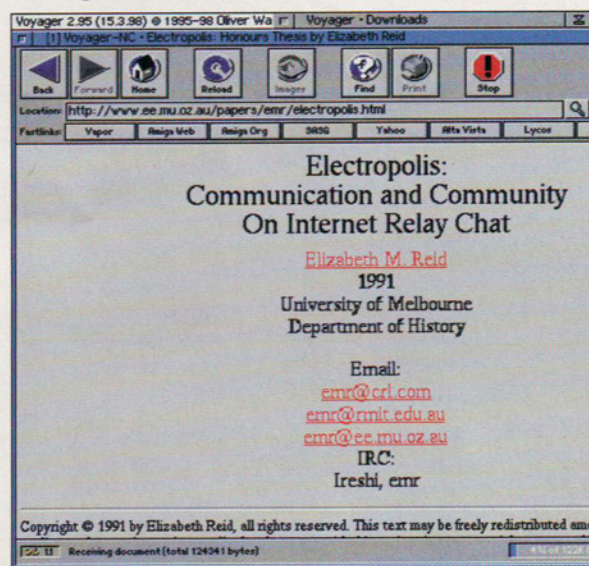 Voyager 2.95 (15.3.98) © 1995-98 Oliver Wa
Voyager · Downloads
[1] Voyager-NC · Electropolis: Honours Thesis by Elizabeth Reid
Back
Forward
Home
Reload
Images
Find
Print
Stop
Location: http://www.ee.mu.oz.au/papers/emr/electropolis.html
Fastlinks: Vapor Amiga Web Amiga Org SASG Yahoo Alta Vista Lycos
Electropolis:
Communication and Community
On Internet Relay Chat
Elizabeth M. Reid
1991
University of Melbourne
Department of History
Email:
emr@crl.com
emr@rmit.edu.au
emr@ee.mu.oz.au
IRC:
Ireshi, emr
Copyright © 1991 by Elizabeth Reid, all rights reserved. This text may be freely redistributed amo
Receiving document (total 124341 bytes)